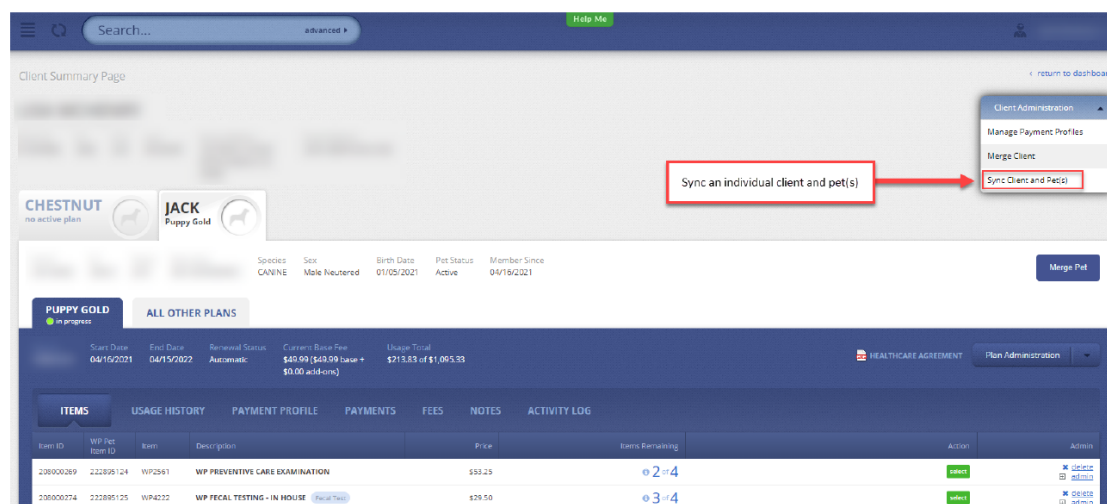 Search...
advanced
Help Me
Client Summary Page
return to dashboar
Client Administration
Manage Payment Profiles
Merge Client
Sync Client and Pet(s)
Sync an individual client and pet(s)
CHESTNUT
no active plan
JACK
Puppy Gold
Species Sex Birth Date Pet Status Member Since
CANINE Male Neutered 01/05/2021 Active 04/16/2021
Merge Pet
PUPPY GOLD
in progress
ALL OTHER PLANS
Start Date End Date Renewal Status Current Base Fee Usage Total
04/16/2021 04/15/2022 Automatic $49.99 ($49.99 base + $213.83 of $1,095.33
$0.00 add-ons)
HEALTHCARE AGREEMENT
Plan Administration
ITEMS USAGE HISTORY PAYMENT PROFILE PAYMENTS FEES NOTES ACTIVITY LOG
Item ID WP Pet Item ID Item Description Price Items Remaining Action Admin
208000269 222895124 WP2561 WP PREVENTIVE CARE EXAMINATION $53.25 2 of 4 select delete
admin
208000274 222895125 WP4222 WP FECAL TESTING - IN HOUSE Fecal Test $29.50 3 of 4 select delete
admin